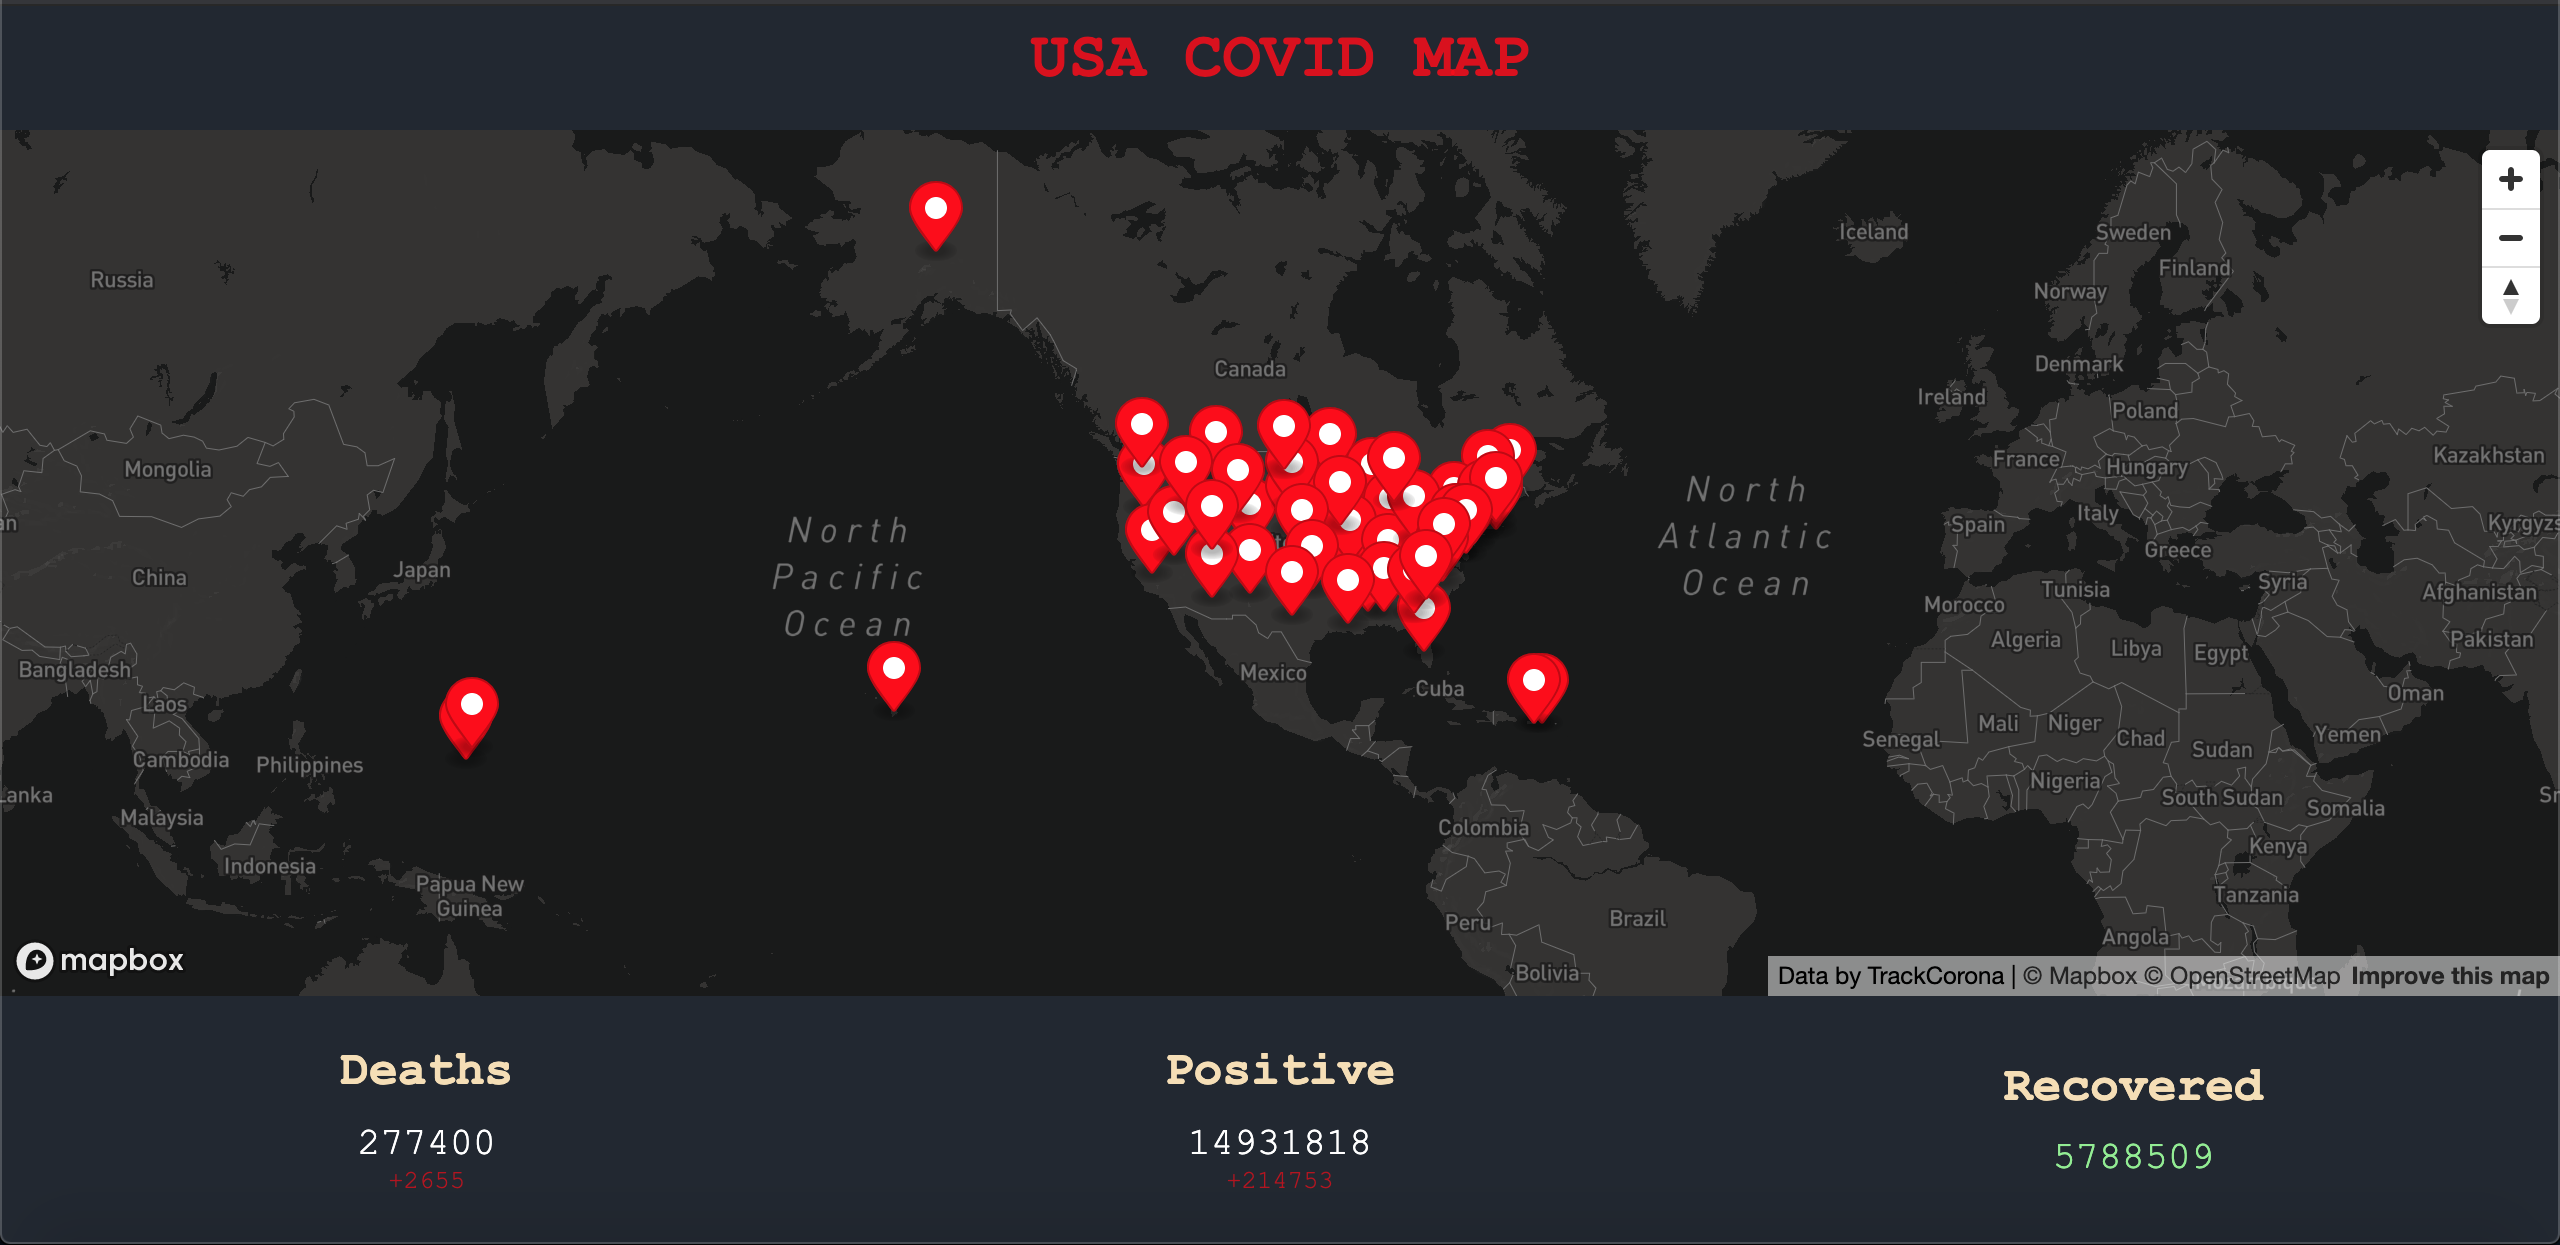 USA COVID MAP
Iceland
Sweden
Finland
Russia
Norway
Denmark
Canada
Ireland
Poland
Kazakhstan
France
Hungary
Mongolia
North
Atlantic
Ocean
Italy
Spain
Greece
North
Pacific
Ocean
Japan
China
Syria
Tunisia
Afghanistan
Morocco
Algeria
Libya
Egypt
Pakistan
Bangladesh
Mexico
Cuba
Oman
Laos
Mali
Niger
Chad
Sudan
Yemen
Senegal
Cambodia
Philippines
Nigeria
South Sudan
Somalia
Lanka
Malaysia
Colombia
Kenya
Indonesia
Papua New
Guinea
Tanzania
Peru
Brazil
Angola
Bolivia
mapbox
Data by TrackCorona | © Mapbox © OpenStreetMap Improve this map
Deaths
277400
+2655
Positive
14931818
+214753
Recovered
5788509